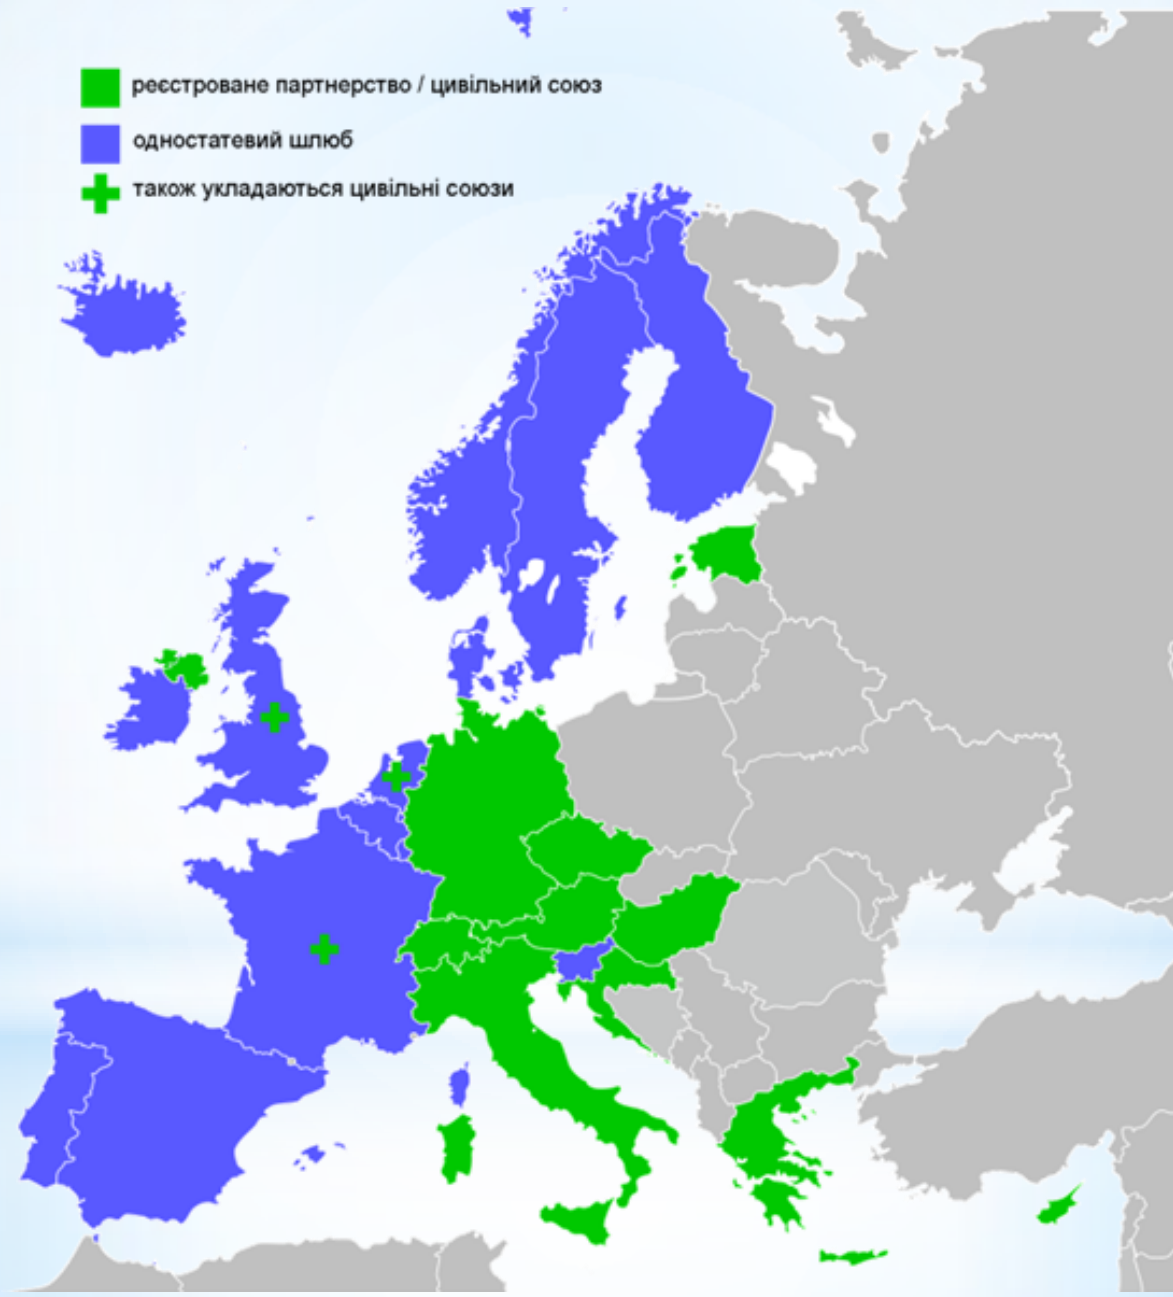 реєстроване партнерство / цивільний союз
одностатевий шлюб
також укладаються цивільні союзи